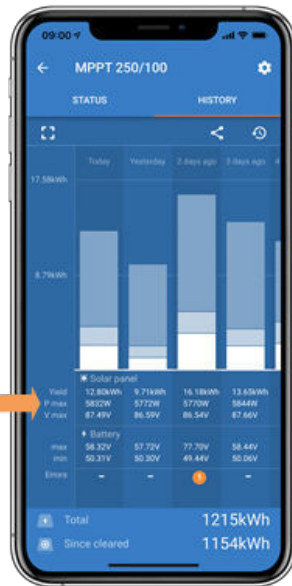 09:00
MPPT 250/100
STATUS HISTORY
Today Yesterday 2 days ago 3 days ago 4
17.58kWh
8.79kWh
Solar panel
Yield 12.80kWh 9.71kWh 16.18kWh 13.65kWh
P max 5832W 5772W 5770W 5844W
V max 87.49V 86.59V 86.54V 87.66V
Battery
max 58.32V 57.72V 77.70V 58.44V
min 50.31V 50.30V 49.44V 50.06V
Errors - - ! -
Total 1215kWh
Since cleared 1154kWh